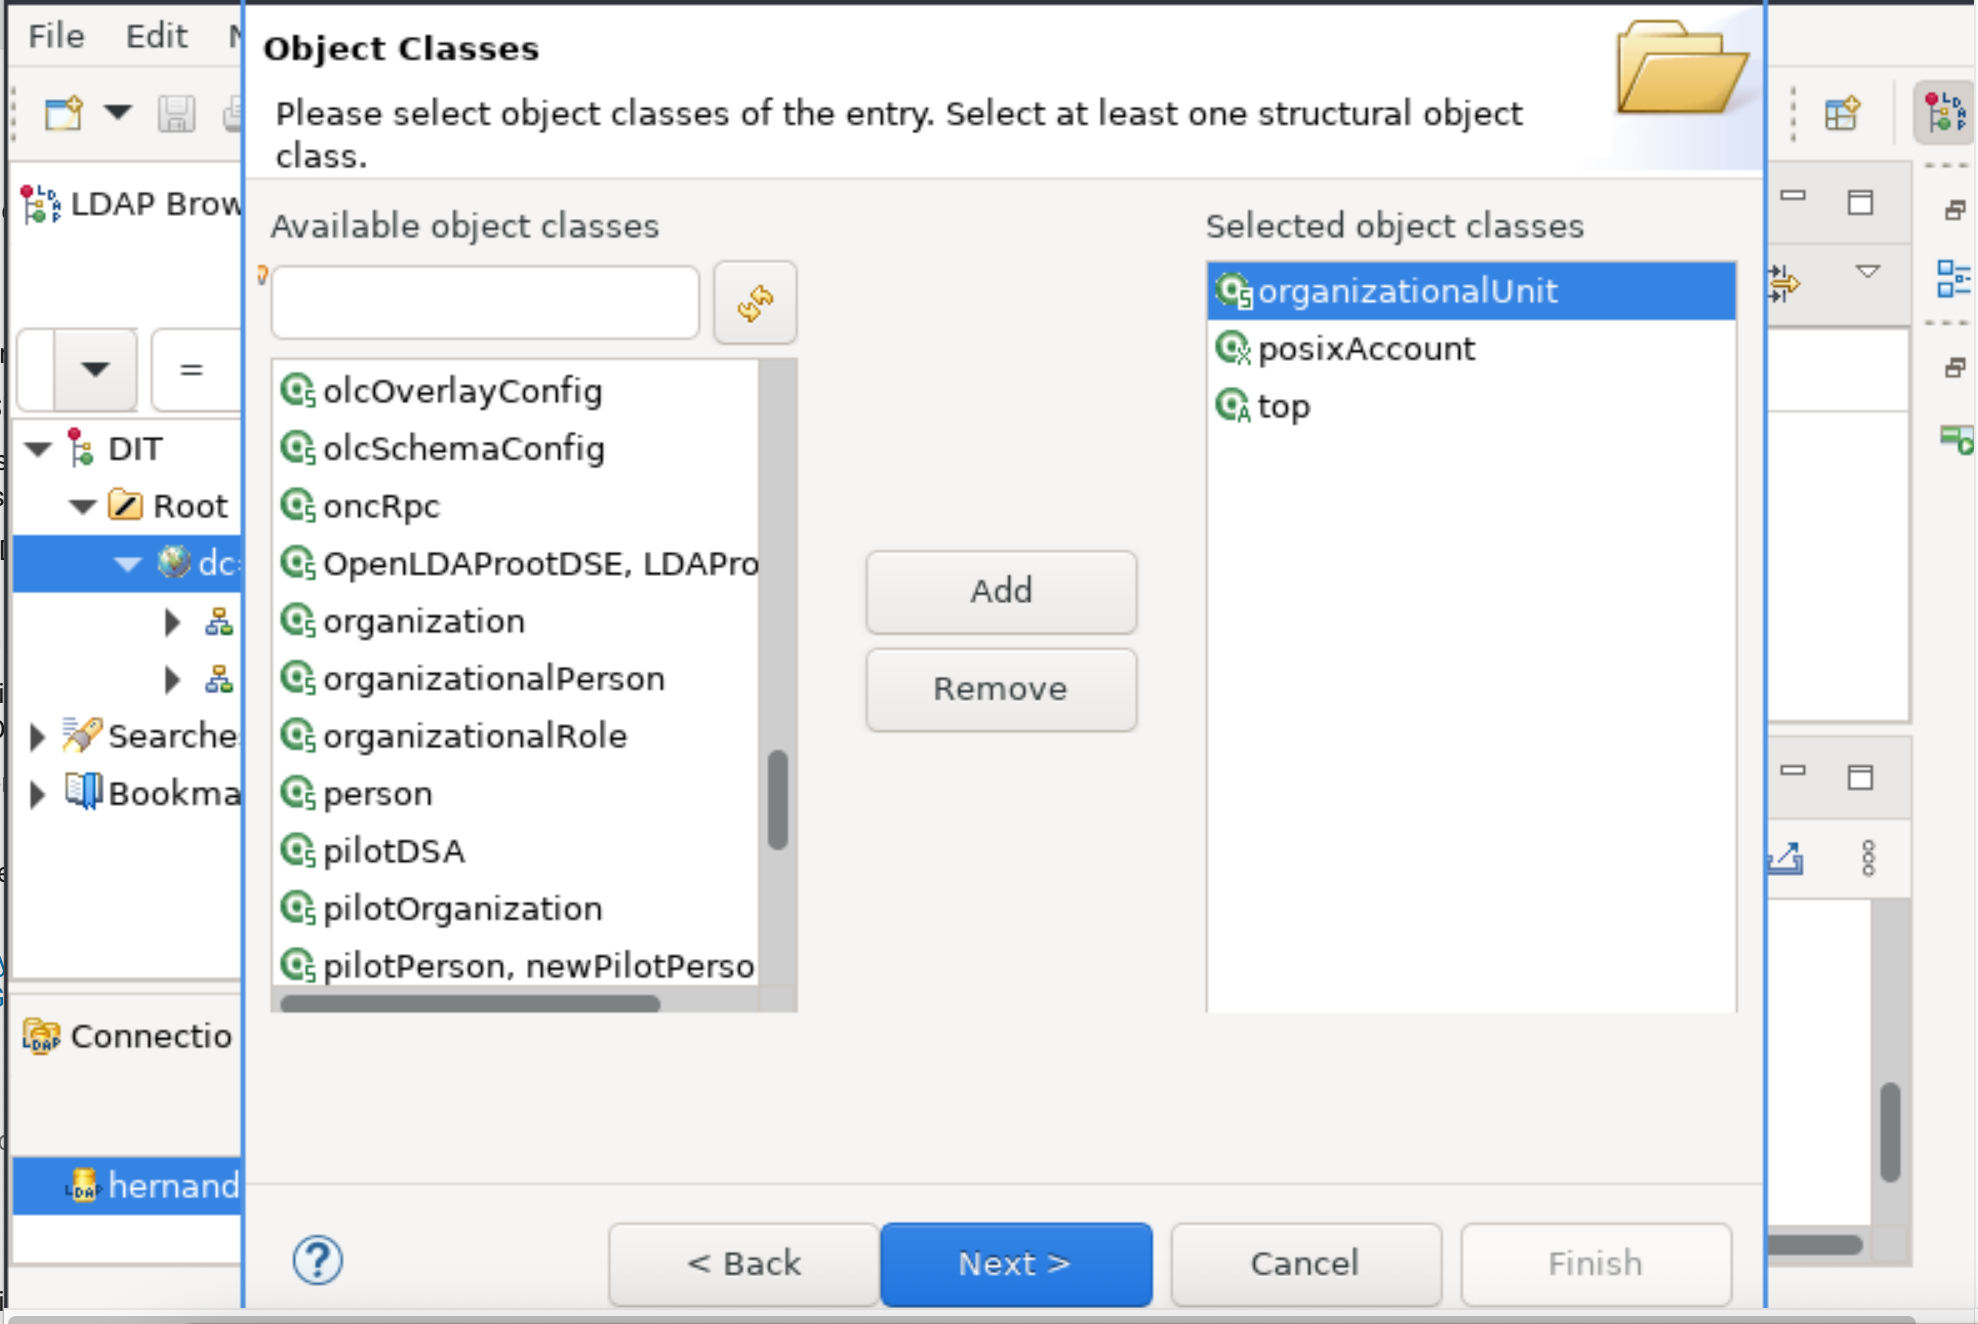 File Edit
Object Classes
Please select object classes of the entry. Select at least one structural object
class.
LDAP Brow
Available object classes
Selected object classes
=
DIT
Root
dc
Searche
Bookma
Connectio
hernand
olcOverlayConfig
olcSchemaConfig
oncRpc
OpenLDAProotDSE, LDAPro
organization
organizationalPerson
organizationalRole
person
pilotDSA
pilotOrganization
pilotPerson, newPilotPerso
Add
Remove
organizationalUnit
posixAccount
top
< Back
Next >
Cancel
Finish